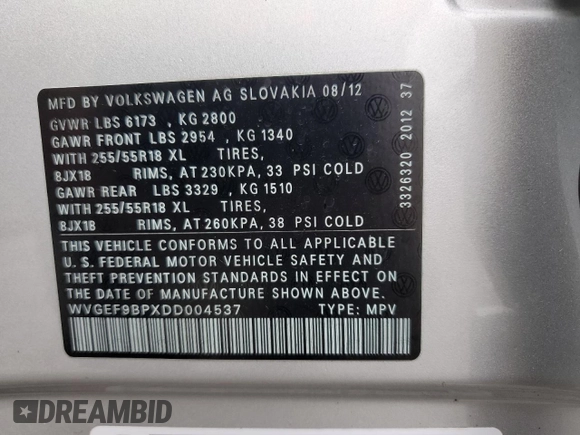 MFD BY VOLKSWAGEN AG SLOVAKIA 08/12
GVWR LBS 6173 , KG 2800
GAWR FRONT LBS 2954 , KG 1340
WITH 255/55R18 XL TIRES,
8JX18 RIMS, AT 230KPA, 33 PSI COLD
GAWR REAR LBS 3329 , KG 1510
WITH 255/55R18 XL TIRES,
8JX18 RIMS, AT 260KPA, 38 PSI COLD
THIS VEHICLE CONFORMS TO ALL APPLICABLE
U.S. FEDERAL MOTOR VEHICLE SAFETY AND
THEFT PREVENTION STANDARDS IN EFFECT ON
THE DATE OF MANUFACTURE SHOWN ABOVE.
WVGEF9BPXDD004537 TYPE: MPV
3326320 2012 37
DREAMBID